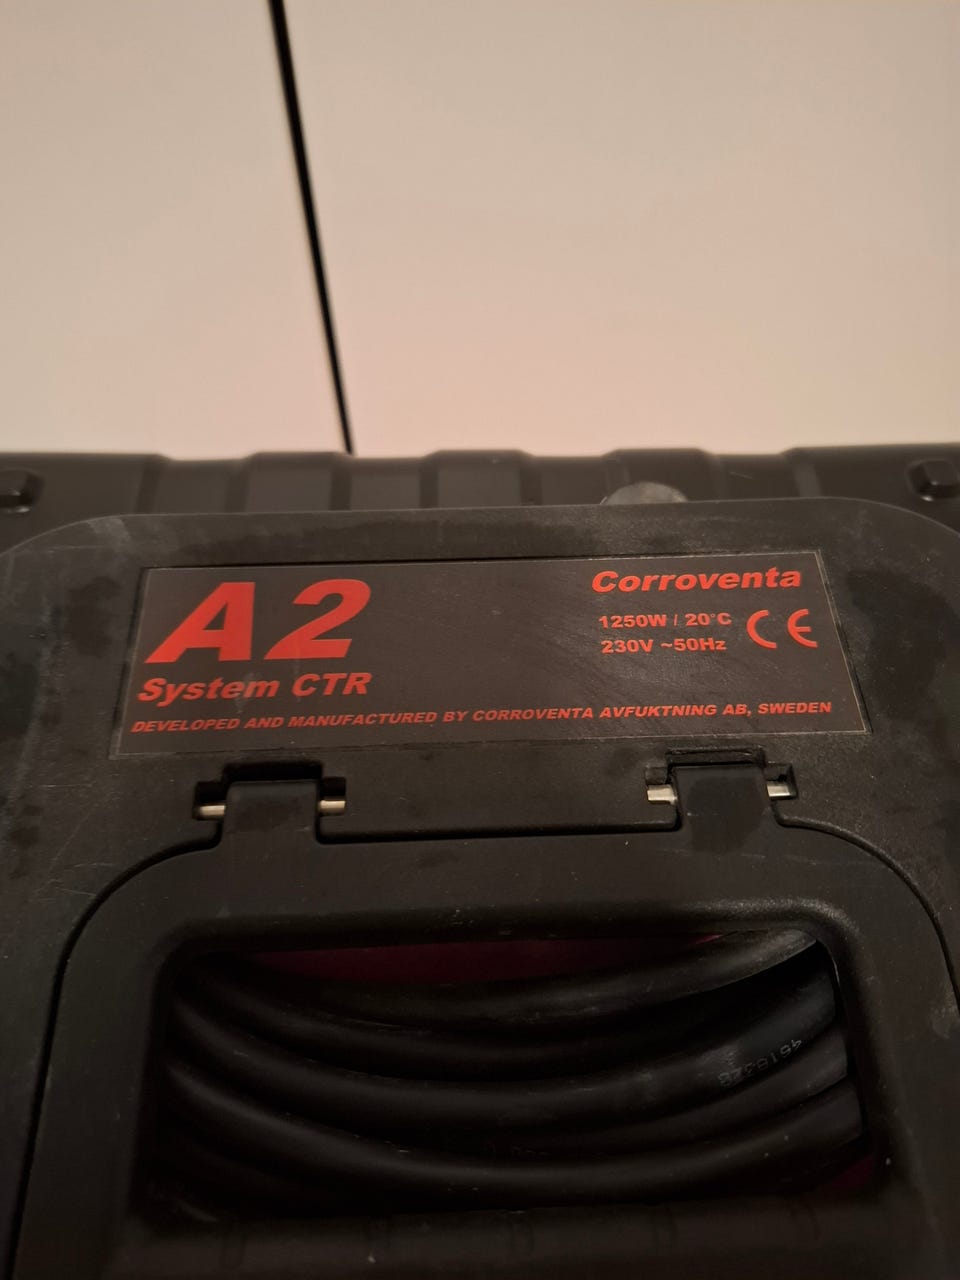 A2
System CTR
Corroventa
1250W / 20°C
230V ~50Hz
CE
DEVELOPED AND MANUFACTURED BY CORROVENTA AVFUKTNING AB, SWEDEN